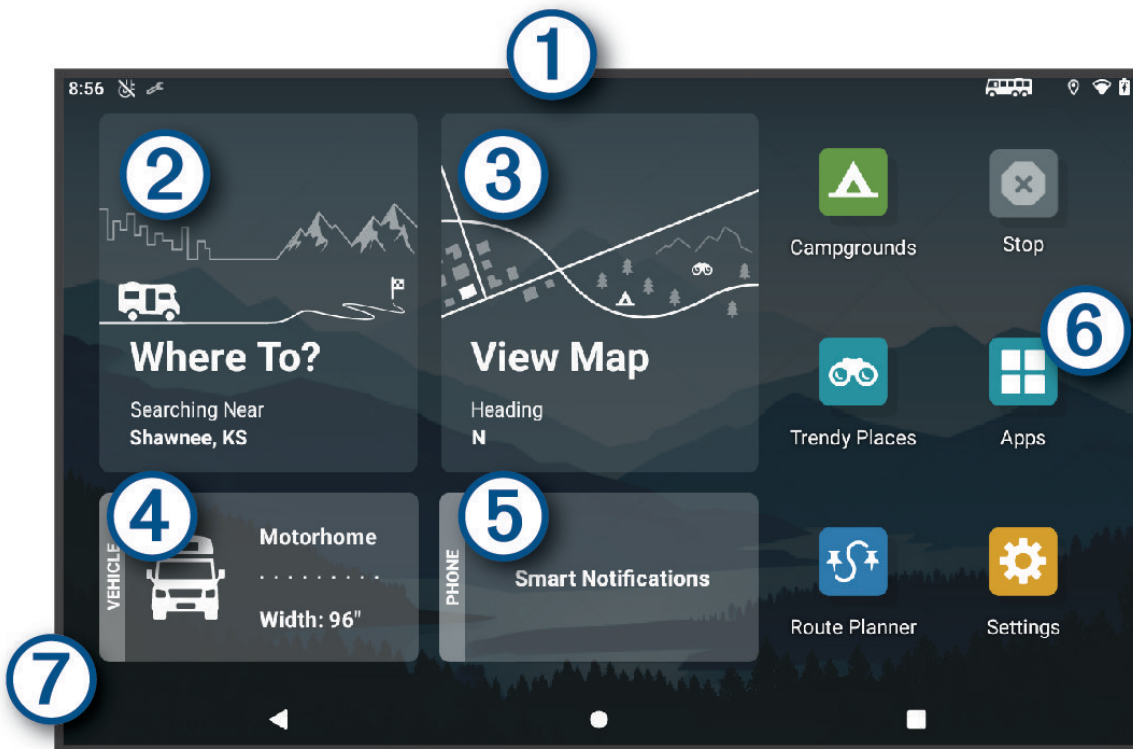 1
8:56
2
3
Where To?
Searching Near
Shawnee, KS
View Map
Heading
N
Campgrounds
Stop
6
Trendy Places
Apps
4
VEHICLE
Motorhome
. . . . . . . . .
Width: 96"
5
PHONE
Smart Notifications
Route Planner
Settings
7